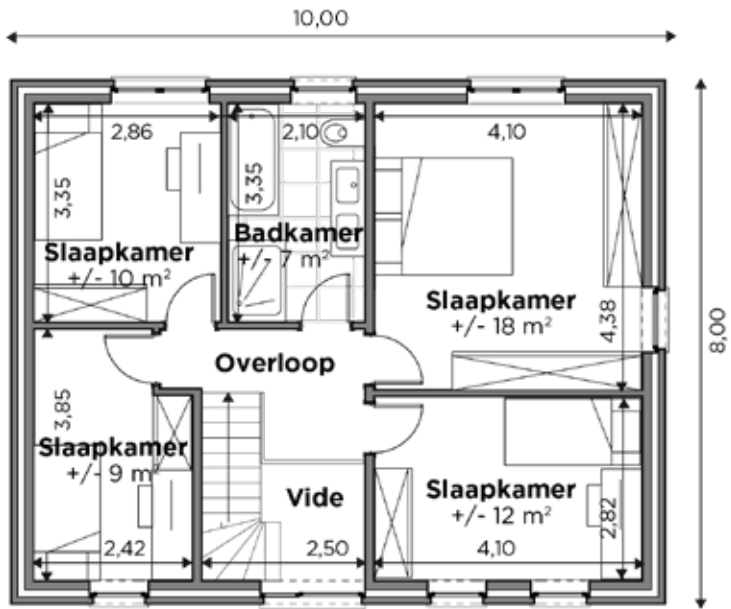 10,00
2,86
2,10
4,10
3,35
3,35
Slaapkamer
+/- 10 m²
Badkamer
+/- 7 m²
Slaapkamer
+/- 18 m²
4,38
8,00
Overloop
3,85
Slaapkamer
+/- 9 m²
Vide
Slaapkamer
+/- 12 m²
2,82
2,42
2,50
4,10